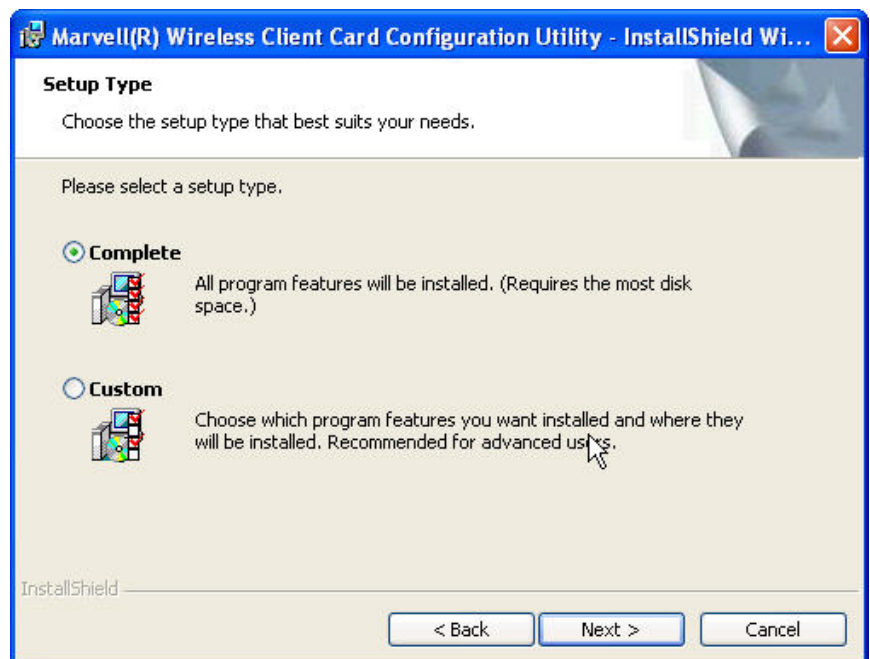 Marvell(R) Wireless Client Card Configuration Utility - InstallShield Wi...
Setup Type
Choose the setup type that best suits your needs.
Please select a setup type.
Complete
All program features will be installed. (Requires the most disk
space.)
Custom
Choose which program features you want installed and where they
will be installed. Recommended for advanced users.
InstallShield
< Back
Next >
Cancel